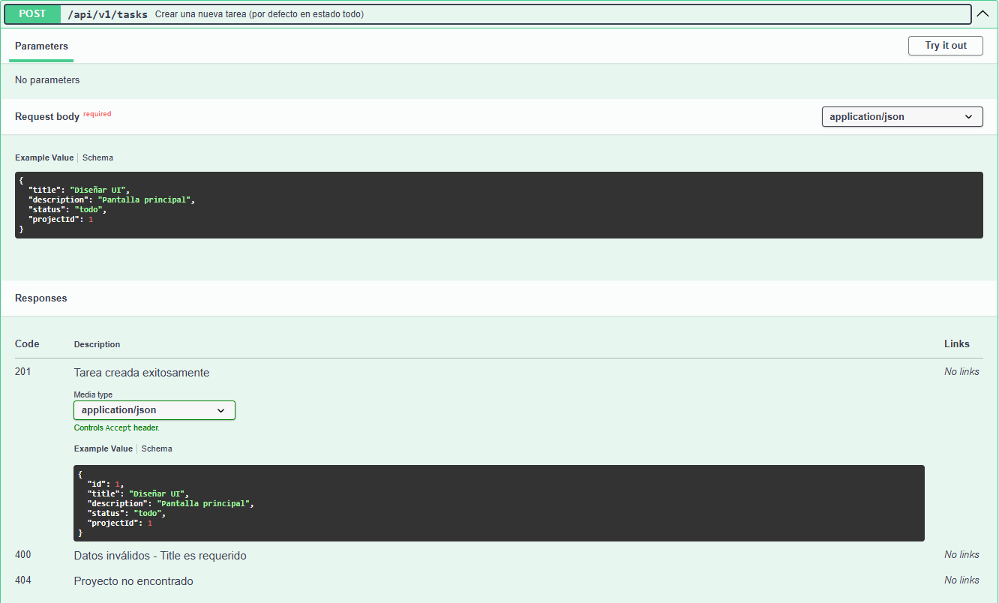 POST /api/v1/tasks Crear una nueva tarea (por defecto en estado todo)
Parameters Try it out
No parameters
Request body required application/json
Example Value Schema
{
"title": "Diseñar UI",
"description": "Pantalla principal",
"status": "todo",
"projectId": 1
}
Responses
Code Description Links
201 Tarea creada exitosamente No links
Media type
application/json
Controls Accept header.
Example Value Schema
{
"id": 1,
"title": "Diseñar UI",
"description": "Pantalla principal",
"status": "todo",
"projectId": 1
}
400 Datos inválidos - Title es requerido No links
404 Proyecto no encontrado No links